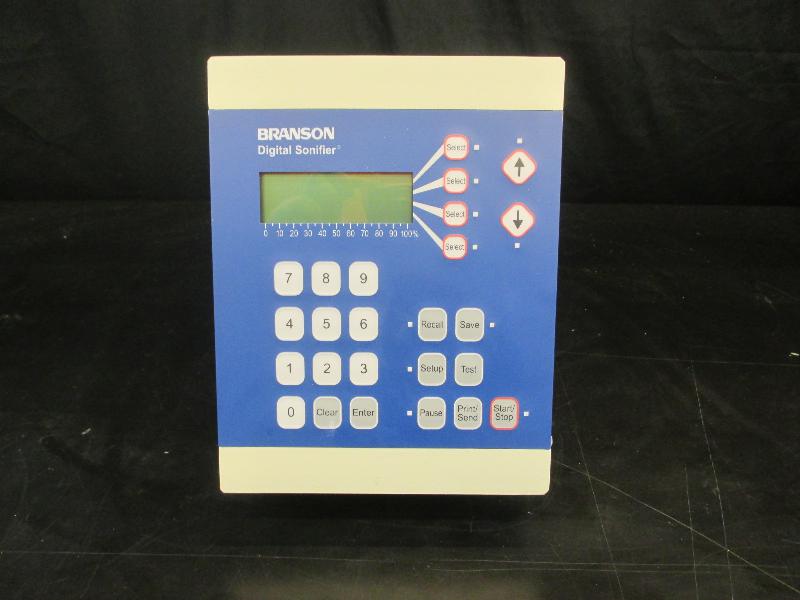 BRANSON
Digital Sonifier®
Select
Select
Select
Select
0 10 20 30 40 50 60 70 80 90 100%
7 8 9
4 5 6
Recall Save
1 2 3
Setup Test
0 Clear Enter
Pause Print/
Send Start/
Stop